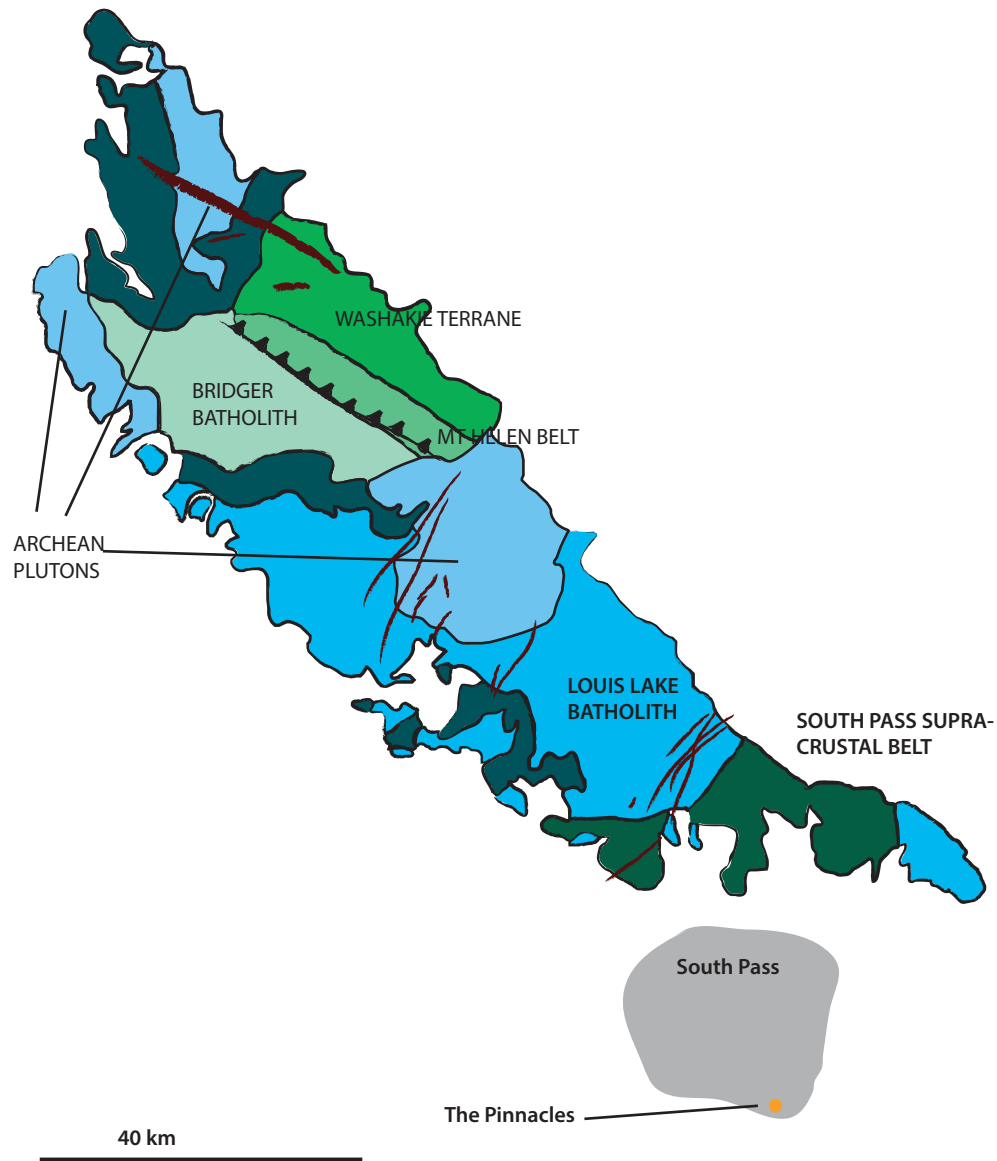 WASHAKIE TERRANE
BRIDGER
BATHOLITH
MT HELEN BELT
ARCHEAN
PLUTONS
LOUIS LAKE
BATHOLITH
SOUTH PASS SUPRA-
CRUSTAL BELT
South Pass
The Pinnacles
40 km